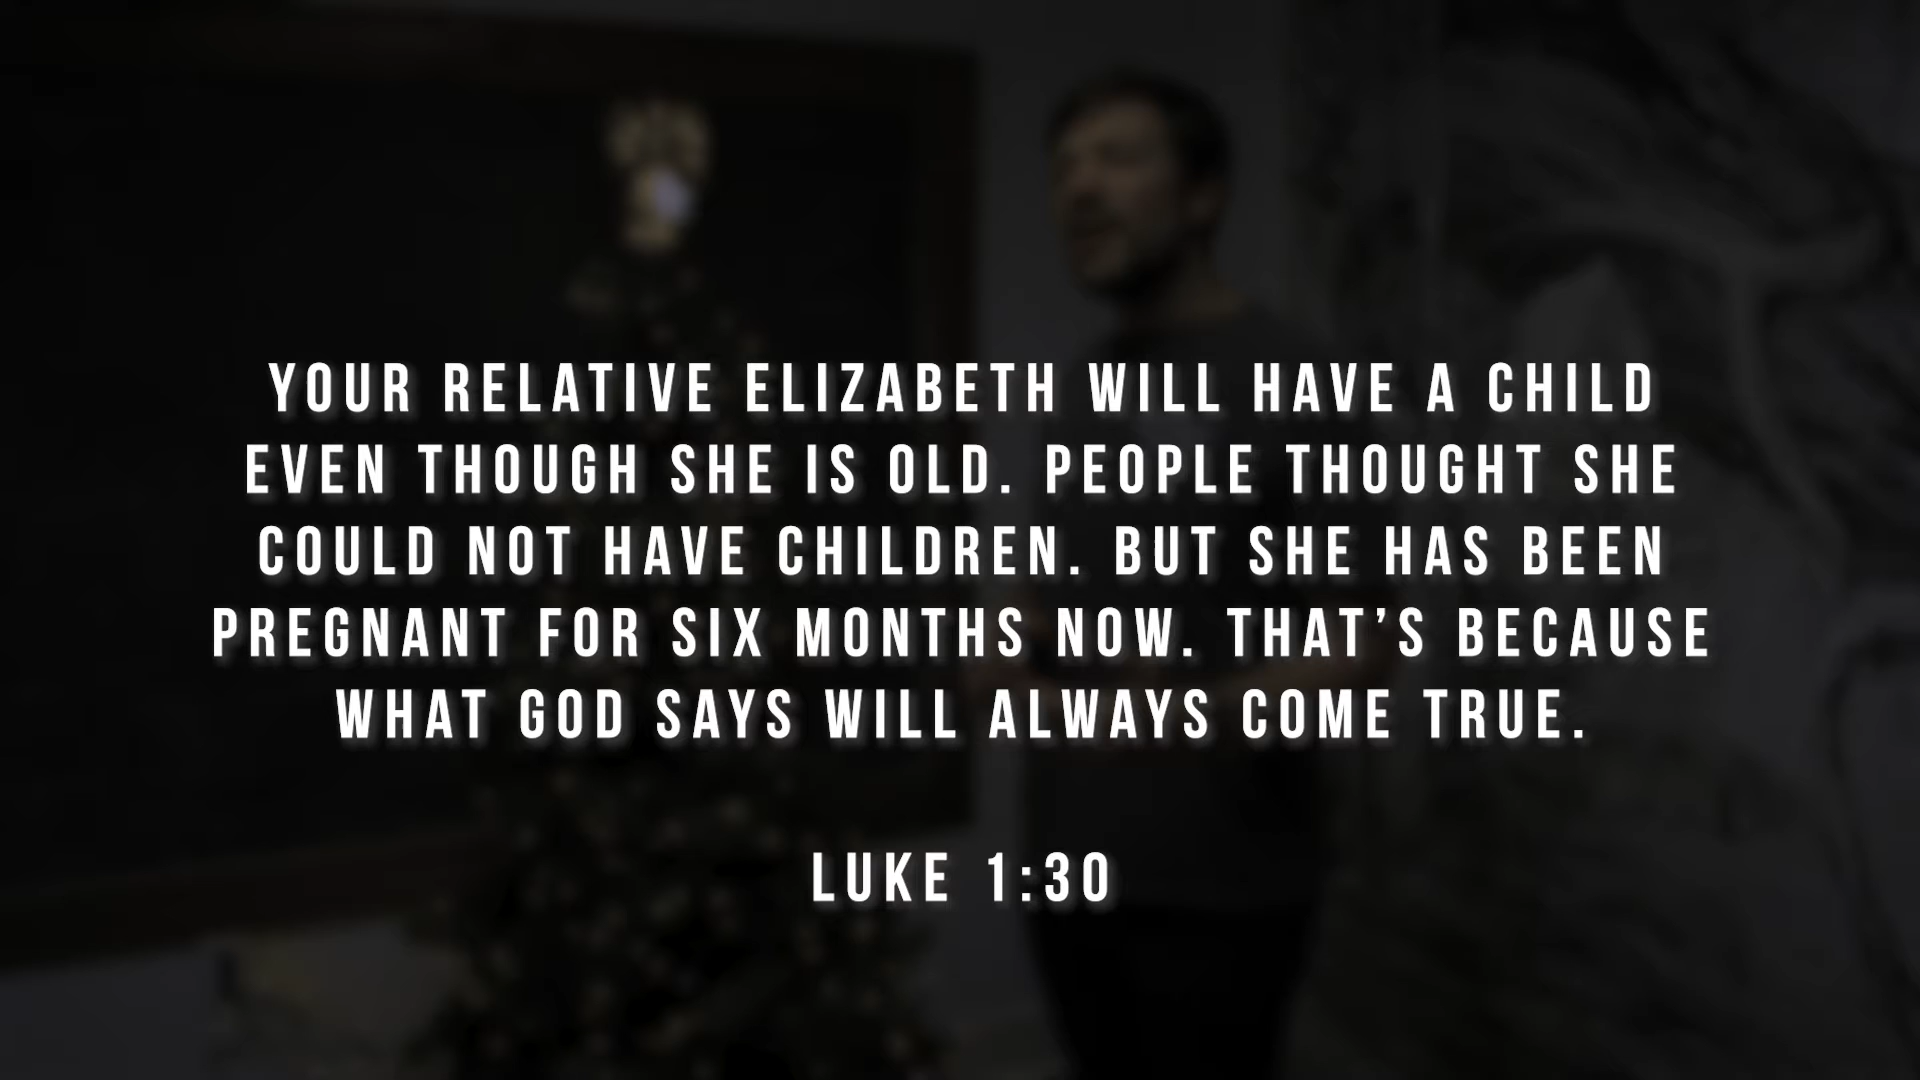 YOUR RELATIVE ELIZABETH WILL HAVE A CHILD
EVEN THOUGH SHE IS OLD. PEOPLE THOUGHT SHE
COULD NOT HAVE CHILDREN. BUT SHE HAS BEEN
PREGNANT FOR SIX MONTHS NOW. THAT’S BECAUSE
WHAT GOD SAYS WILL ALWAYS COME TRUE.
LUKE 1:30